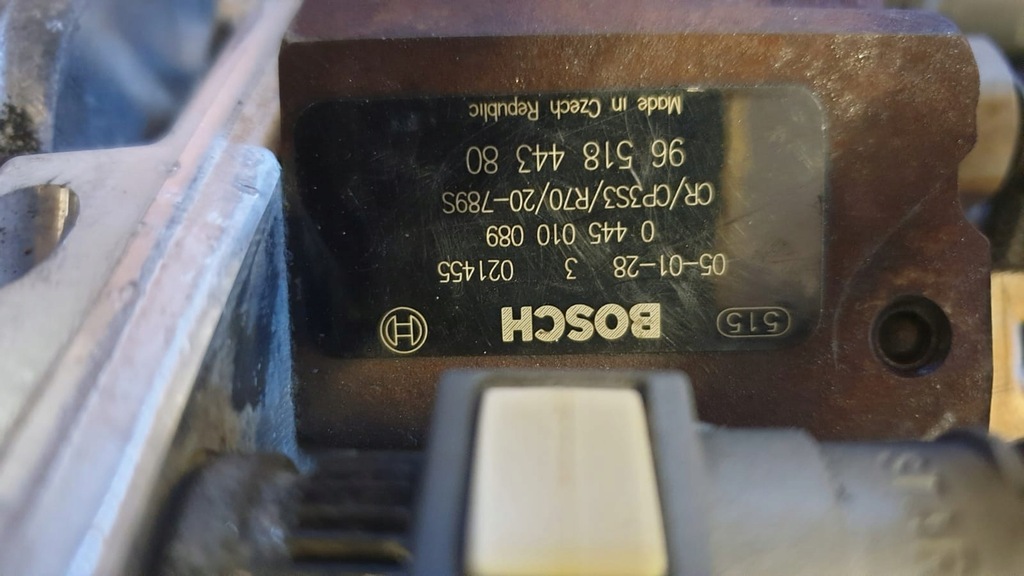 515 BOSCH
05-01-28 3 021455
0 445 010 089
CR/CP3S3/R70/20-789S
96 518 443 80
Made in Czech Republic